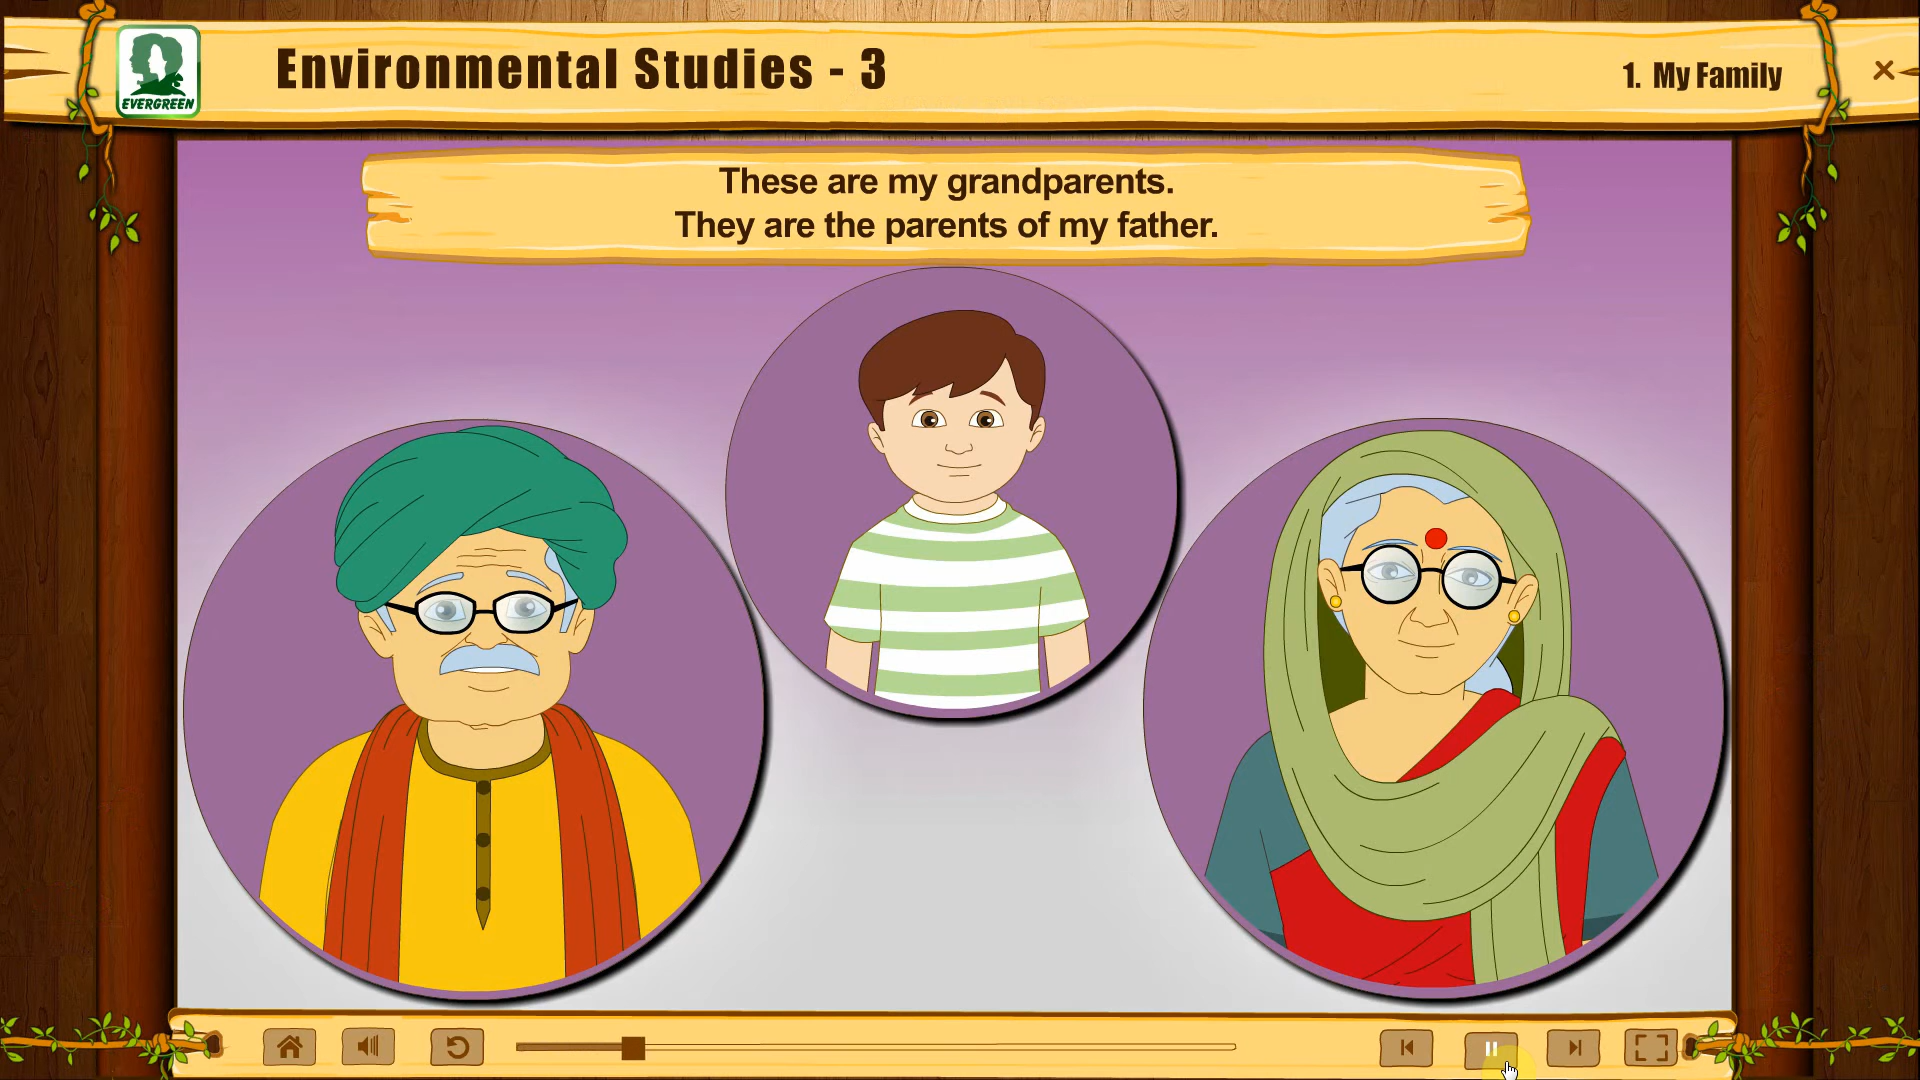 EVERGREEN
Environmental Studies - 3
1. My Family
These are my grandparents.
They are the parents of my father.